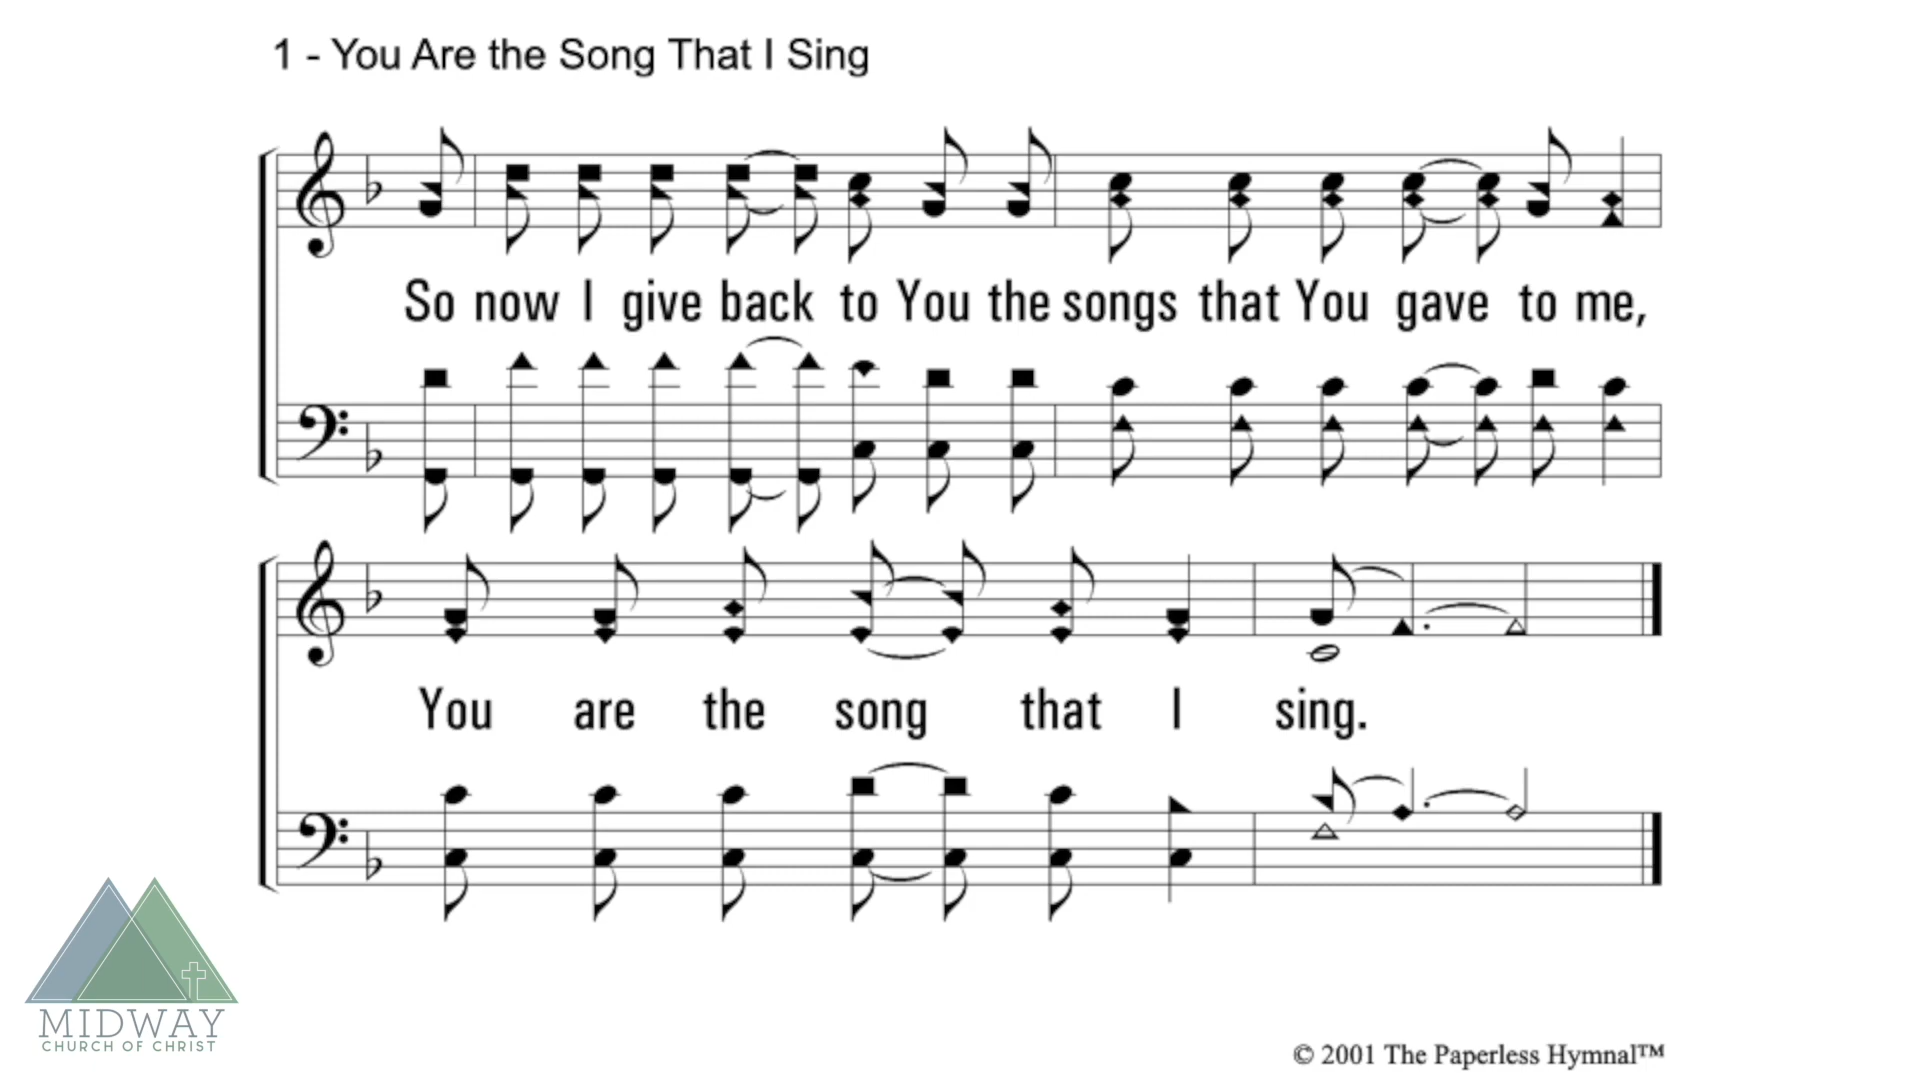 1 - You Are the Song That I Sing
So now I give back to You the songs that You gave to me,
You are the song that I sing.
MIDWAY
CHURCH OF CHRIST
© 2001 The Paperless Hymnal™